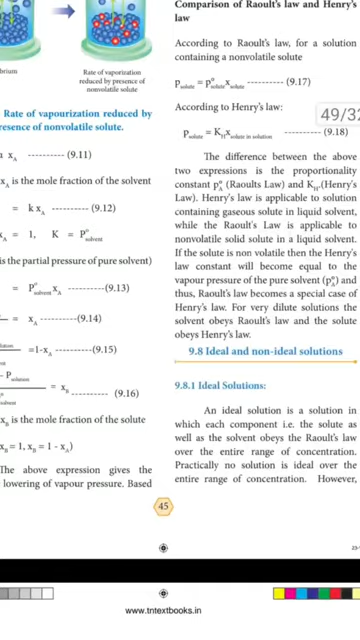 Rate of vaporization
reduced by presence of
nonvolatile solute
Rate of vapourization reduced by
resence of nonvolatile solute.
x_A ---------- (9.11)
x_A is the mole fraction of the solvent
= k x_A ---------- (9.12)
= 1, K = P°_solvent
is the partial pressure of pure solvent)
= P°_solvent x_A ----------(9.13)
= x_A ----------(9.14)
=1-x_A ----------(9.15)
- P_solution
= x_B ---------- (9.16)
x_B is the mole fraction of the solute
x_B = 1, x_B = 1 - x_A)
The above expression gives the
lowering of vapour pressure. Based
Comparison of Raoult’s law and Henry’s
law
According to Raoult’s law, for a solution
containing a nonvolatile solute
p_solute = p°_solute x_solute ---------- (9.17)
According to Henry’s law:
49/32
p_solute = K_H x_solute in solution ---------- (9.18)
The difference between the above
two expressions is the proportionality
constant p°_A (Raoults Law) and K_H.(Henry's
Law). Henry’s law is applicable to solution
containing gaseous solute in liquid solvent,
while the Raoult's Law is applicable to
nonvolatile solid solute in a liquid solvent.
If the solute is non volatile then the Henry's
law constant will become equal to the
vapour pressure of the pure solvent (p°_A) and
thus, Raoult’s law becomes a special case of
Henry’s law. For very dilute solutions the
solvent obeys Raoult’s law and the solute
obeys Henry’s law.
9.8 Ideal and non-ideal solutions
9.8.1 Ideal Solutions:
An ideal solution is a solution in
which each component i.e. the solute as
well as the solvent obeys the Raoult’s law
over the entire range of concentration.
Practically no solution is ideal over the
entire range of concentration. However,
45
www.tntextbooks.in